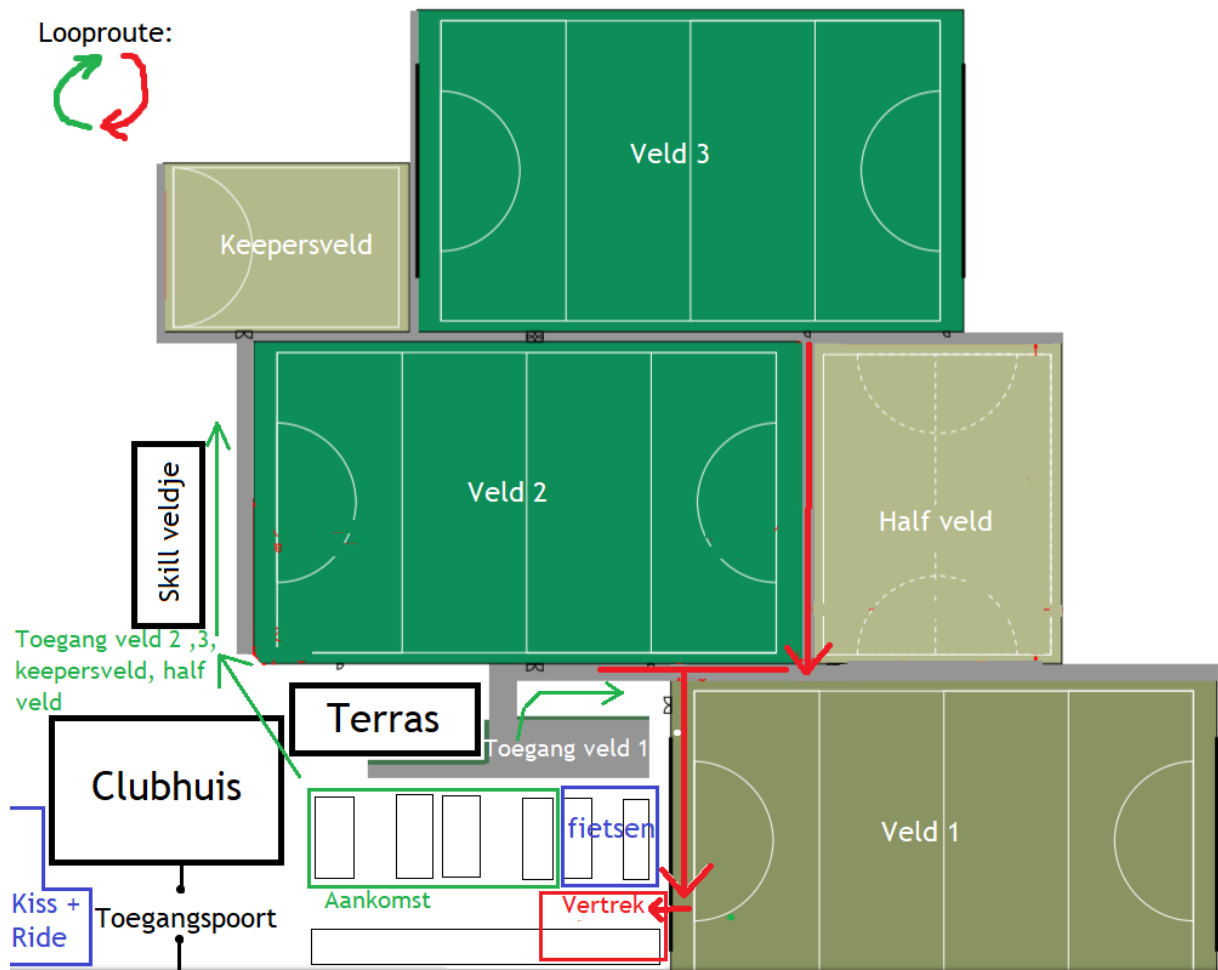 Looproute:
Veld 3
Keepersveld
Veld 2
Half veld
Skill veldje
Toegang veld 2 ,3,
keepersveld, half
veld
Terras
Toegang veld 1
Clubhuis
fietsen
Veld 1
Aankomst
Vertrek
Kiss +
Ride
Toegangspoort